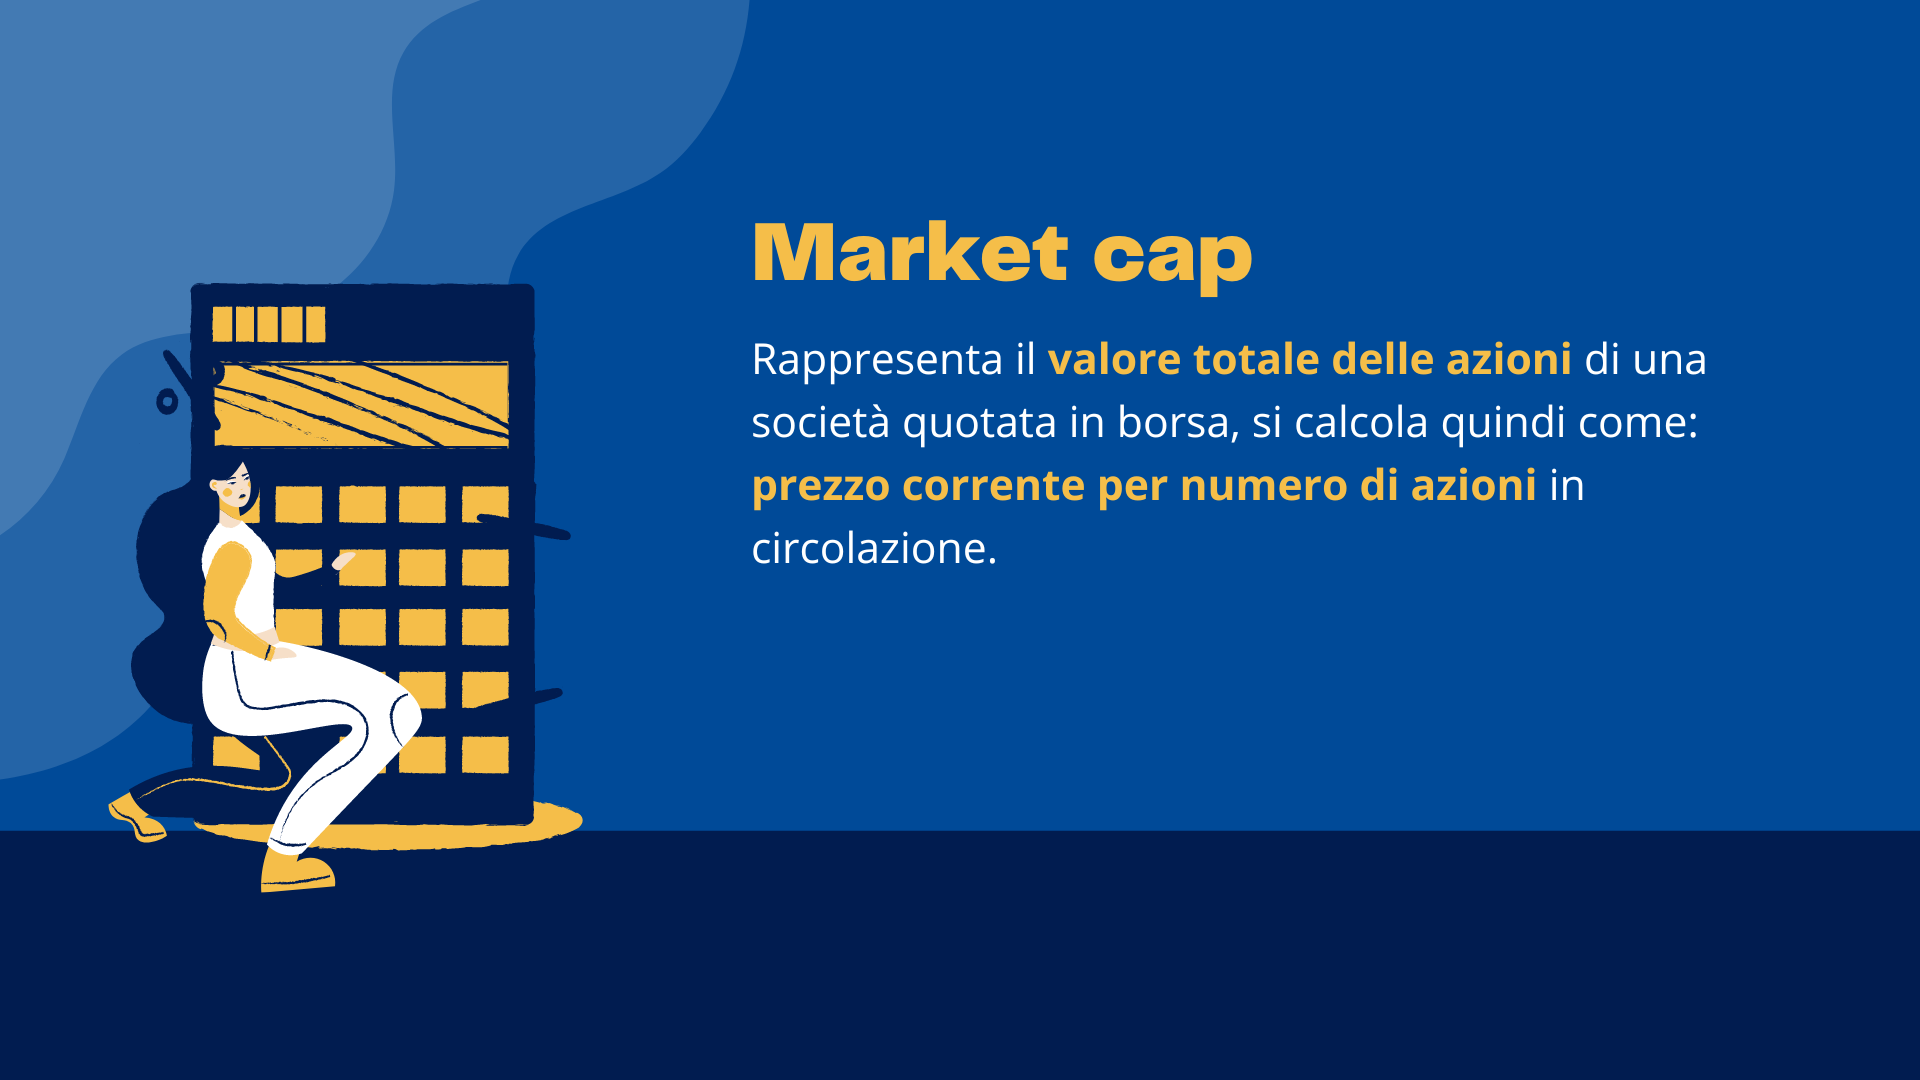 Market cap
Rappresenta il valore totale delle azioni di una
società quotata in borsa, si calcola quindi come:
prezzo corrente per numero di azioni in
circolazione.